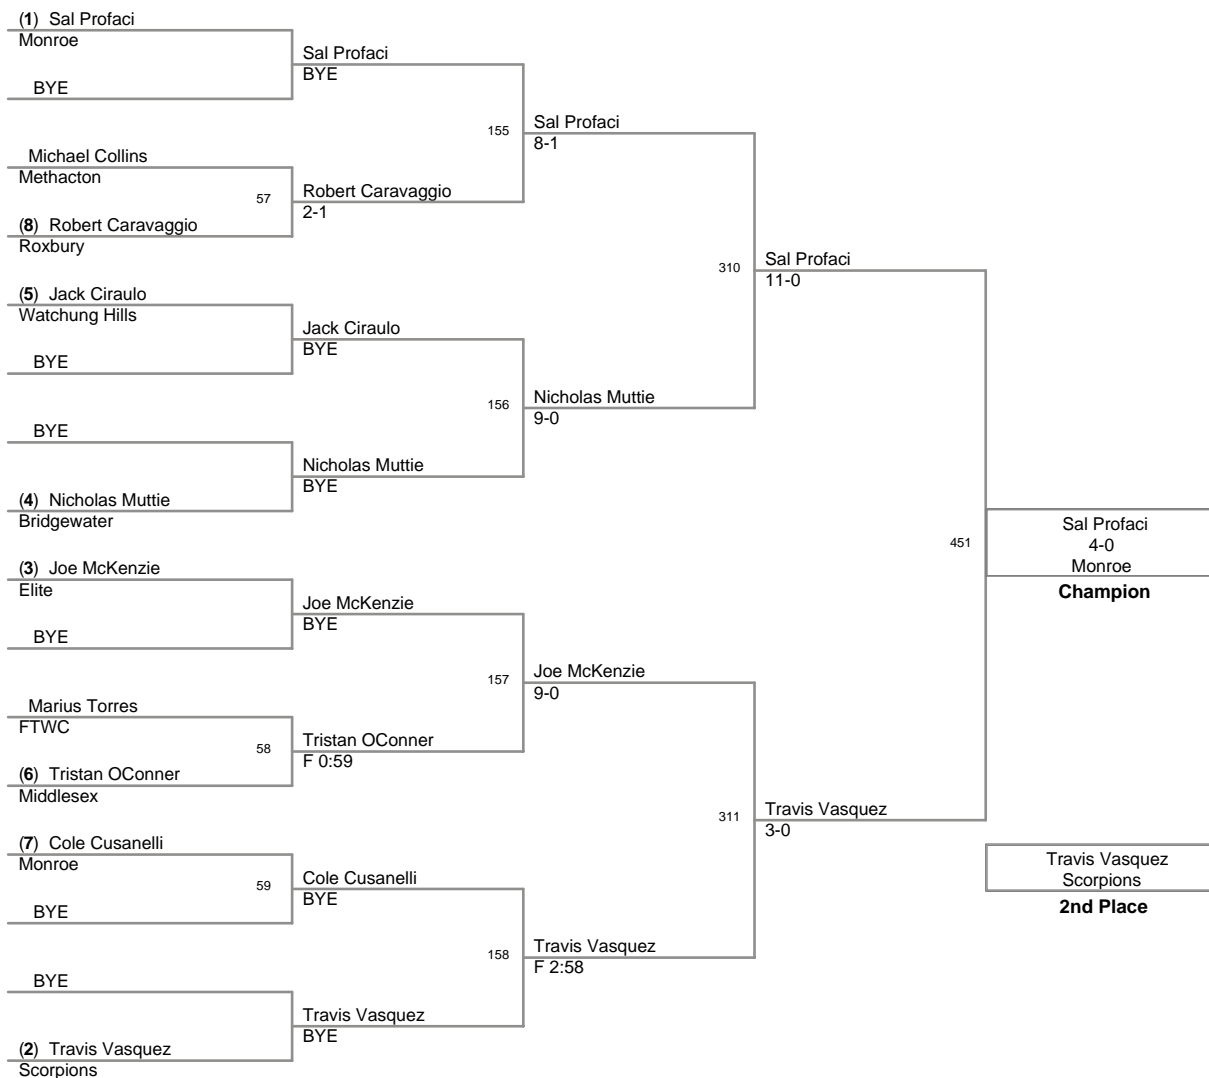 (1) Sal Profaci
Monroe
BYE
Michael Collins
Methacton
57
(8) Robert Caravaggio
Roxbury
(5) Jack Ciraulo
Watchung Hills
BYE
BYE
(4) Nicholas Muttie
Bridgewater
(3) Joe McKenzie
Elite
BYE
Marius Torres
FTWC
58
(6) Tristan OConner
Middlesex
(7) Cole Cusanelli
Monroe
59
BYE
BYE
(2) Travis Vasquez
Scorpions
Sal Profaci
BYE
155
Robert Caravaggio
2-1
Jack Ciraulo
BYE
156
Nicholas Muttie
BYE
Joe McKenzie
BYE
157
Tristan OConner
F 0:59
Cole Cusanelli
BYE
158
Travis Vasquez
BYE
Sal Profaci
8-1
310
Nicholas Muttie
9-0
Joe McKenzie
9-0
311
Travis Vasquez
F 2:58
Sal Profaci
11-0
451
Travis Vasquez
3-0
Sal Profaci
4-0
Monroe
Champion
Travis Vasquez
Scorpions
2nd Place